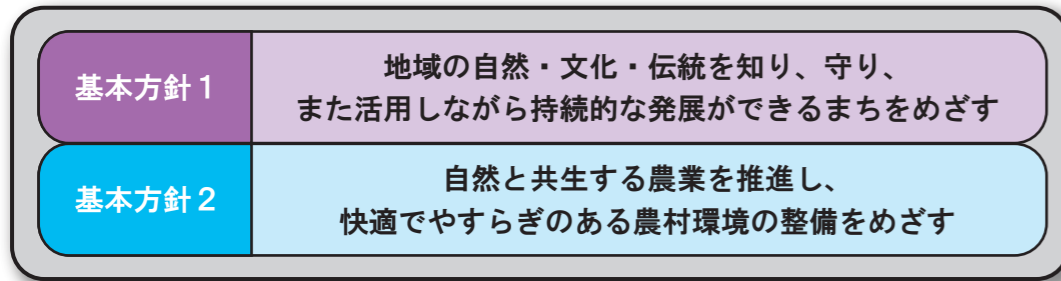 基本方針1
地域の自然・文化・伝統を知り、守り、
また活用しながら持続的な発展ができるまちをめざす
基本方針2
自然と共生する農業を推進し、
快適でやすらぎのある農村環境の整備をめざす